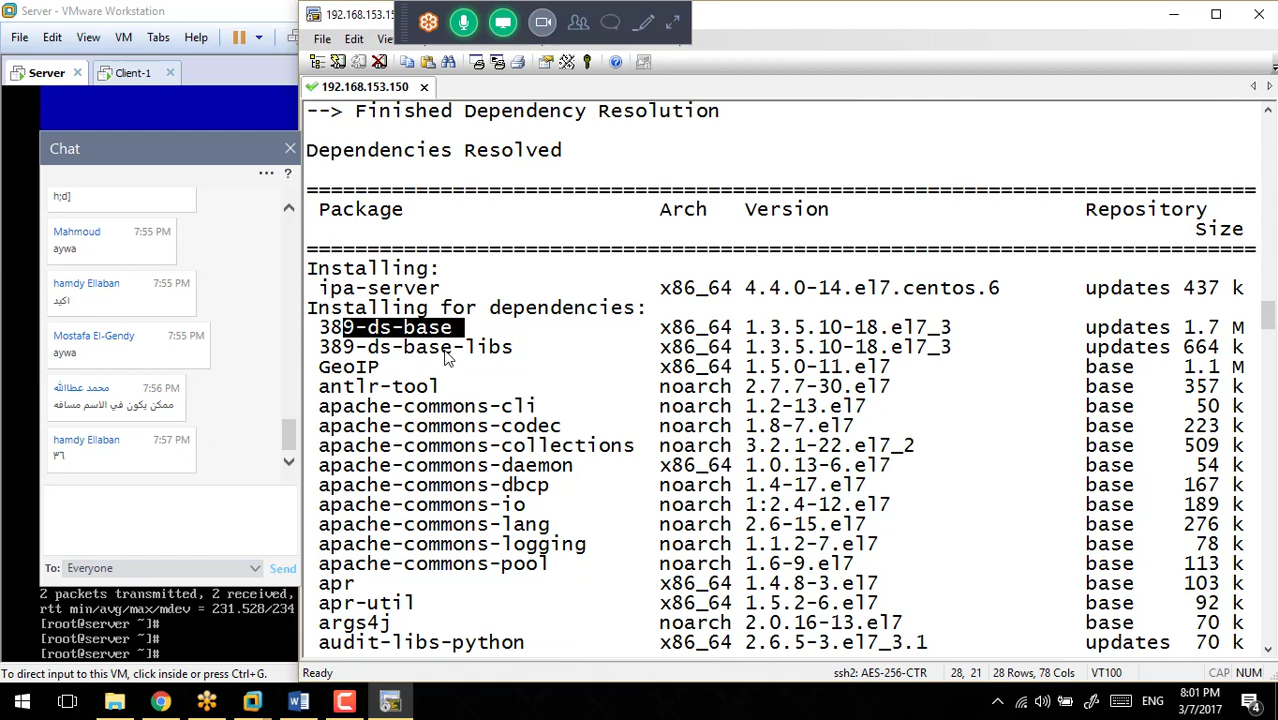 Server - VMware Workstation
File Edit View VM Tabs Help
Server
Client-1
Chat
h;d]
Mahmoud 7:55 PM
aywa
hamdy Ellaban 7:55 PM
اكيد
Mostafa El-Gendy 7:55 PM
aywa
محمد عطاالله 7:56 PM
ممكن يكون في الاسم مسافه
hamdy Ellaban 7:57 PM
٣٦
To: Everyone Send
2 packets transmitted, 2 received,
rtt min/avg/max/mdev = 231.528/234
[root@server ~]#
[root@server ~]#
[root@server ~]#
To direct input to this VM, click inside or press Ctrl+G.
192.168.153.15
File Edit
192.168.153.150
--> Finished Dependency Resolution
Dependencies Resolved
================================================================================
Package Arch Version Repository
Size
================================================================================
Installing:
ipa-server x86_64 4.4.0-14.el7.centos.6 updates 437 k
Installing for dependencies:
389-ds-base x86_64 1.3.5.10-18.el7_3 updates 1.7 M
389-ds-base-libs x86_64 1.3.5.10-18.el7_3 updates 664 k
GeoIP x86_64 1.5.0-11.el7 base 1.1 M
antlr-tool noarch 2.7.7-30.el7 base 357 k
apache-commons-cli noarch 1.2-13.el7 base 50 k
apache-commons-codec noarch 1.8-7.el7 base 223 k
apache-commons-collections noarch 3.2.1-22.el7_2 base 509 k
apache-commons-daemon x86_64 1.0.13-6.el7 base 54 k
apache-commons-dbcp noarch 1.4-17.el7 base 167 k
apache-commons-io noarch 1:2.4-12.el7 base 189 k
apache-commons-lang noarch 2.6-15.el7 base 276 k
apache-commons-logging noarch 1.1.2-7.el7 base 78 k
apache-commons-pool noarch 1.6-9.el7 base 113 k
apr x86_64 1.4.8-3.el7 base 103 k
apr-util x86_64 1.5.2-6.el7 base 92 k
args4j noarch 2.0.16-13.el7 base 70 k
audit-libs-python x86_64 2.6.5-3.el7_3.1 updates 70 k
Ready ssh2: AES-256-CTR 28, 21 28 Rows, 78 Cols VT100 CAP NUM
ENG
8:01 PM
3/7/2017
4